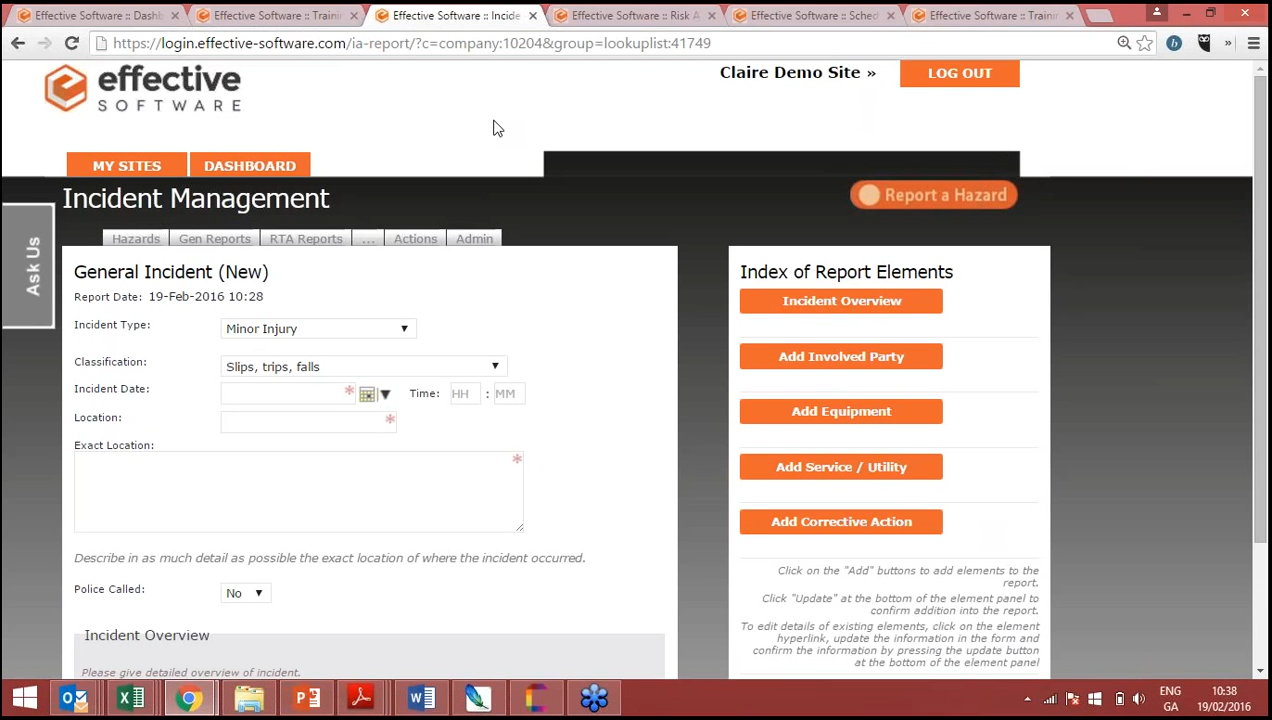 Effective Software :: Dashb
Effective Software :: Trainin
Effective Software :: Incide
Effective Software :: Risk A
Effective Software :: Sched
Effective Software :: Trainin
https://login.effective-software.com/ia-report/?c=company:10204&group=lookuplist:41749
effective
SOFTWARE
Claire Demo Site »
LOG OUT
MY SITES
DASHBOARD
Incident Management
Report a Hazard
Ask Us
Hazards
Gen Reports
RTA Reports
...
Actions
Admin
General Incident (New)
Report Date: 19-Feb-2016 10:28
Incident Type: Minor Injury
Classification: Slips, trips, falls
Incident Date: * Time: HH : MM
Location: *
Exact Location:
*
Describe in as much detail as possible the exact location of where the incident occurred.
Police Called: No
Incident Overview
Please give detailed overview of incident.
Index of Report Elements
Incident Overview
Add Involved Party
Add Equipment
Add Service / Utility
Add Corrective Action
Click on the "Add" buttons to add elements to the
report.
Click "Update" at the bottom of the element panel to
confirm addition into the report.
To edit details of existing elements, click on the element
hyperlink, update the information in the form and
confirm the information by pressing the update button
at the bottom of the element panel
ENG
GA
10:38
19/02/2016